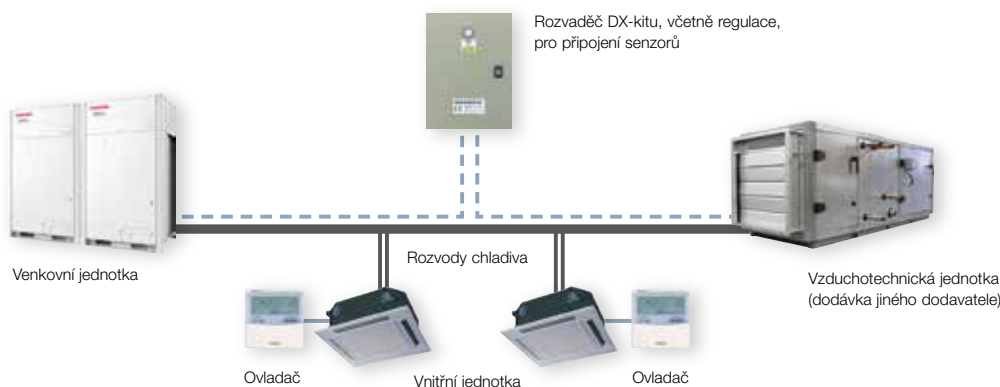 Rozvaděč DX-kitu, včetně regulace,
pro připojení senzorů
Venkovní jednotka
Rozvody chladiva
Vzduchotechnická jednotka
(dodávka jiného dodavatele)
Ovladač
Vnitřní jednotka
Ovladač